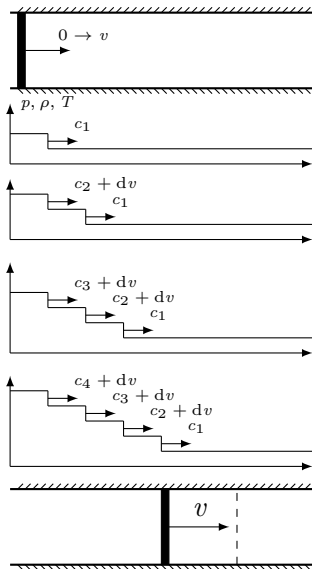 0 → v
p, ρ, T
c₁
c₂ + dv
c₁
c₃ + dv
c₂ + dv
c₁
c₄ + dv
c₃ + dv
c₂ + dv
c₁
v